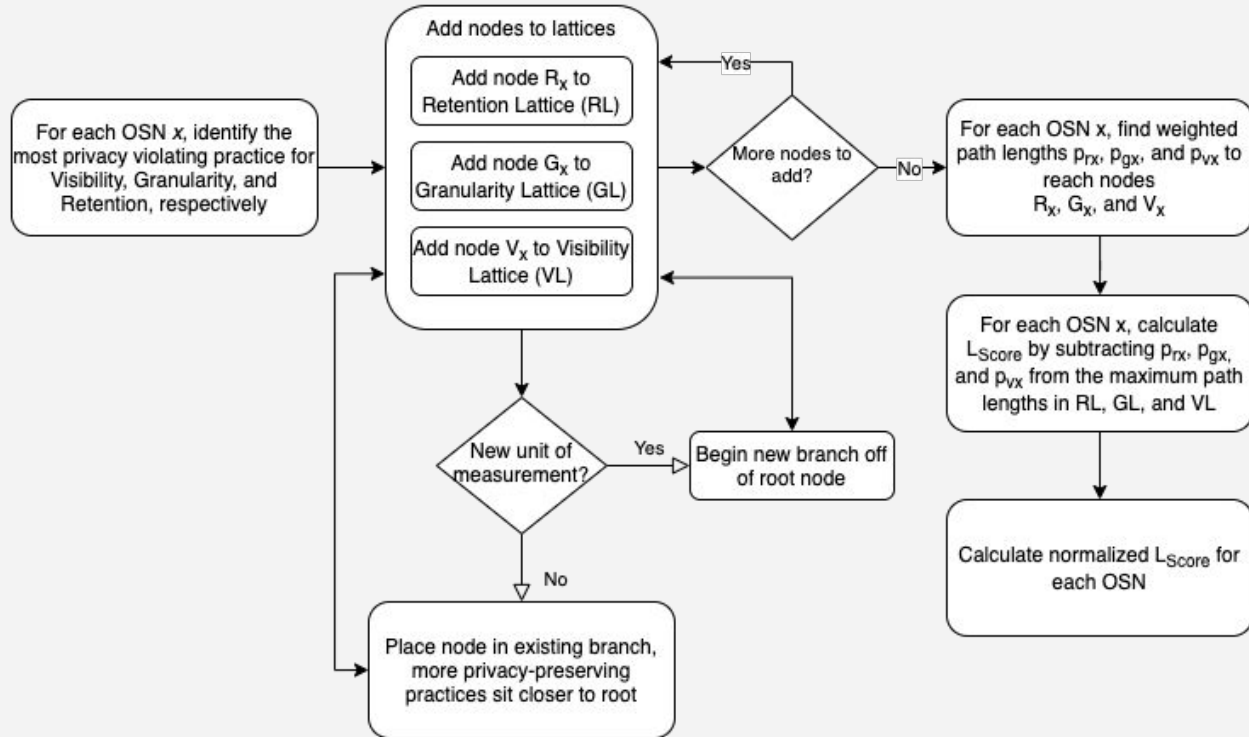 Add nodes to lattices
Add node Rx to
Retention Lattice (RL)
Add node Gx to
Granularity Lattice (GL)
Add node Vx to Visibility
Lattice (VL)
For each OSN x, identify the
most privacy violating practice for
Visibility, Granularity, and
Retention, respectively
Yes
More nodes to
add?
No
For each OSN x, find weighted
path lengths prx, pgx, and pvx to
reach nodes
Rx, Gx, and Vx
For each OSN x, calculate
LScore by subtracting prx, pgx,
and pvx from the maximum path
lengths in RL, GL, and VL
Calculate normalized LScore for
each OSN
New unit of
measurement?
Yes
Begin new branch off
of root node
No
Place node in existing branch,
more privacy-preserving
practices sit closer to root